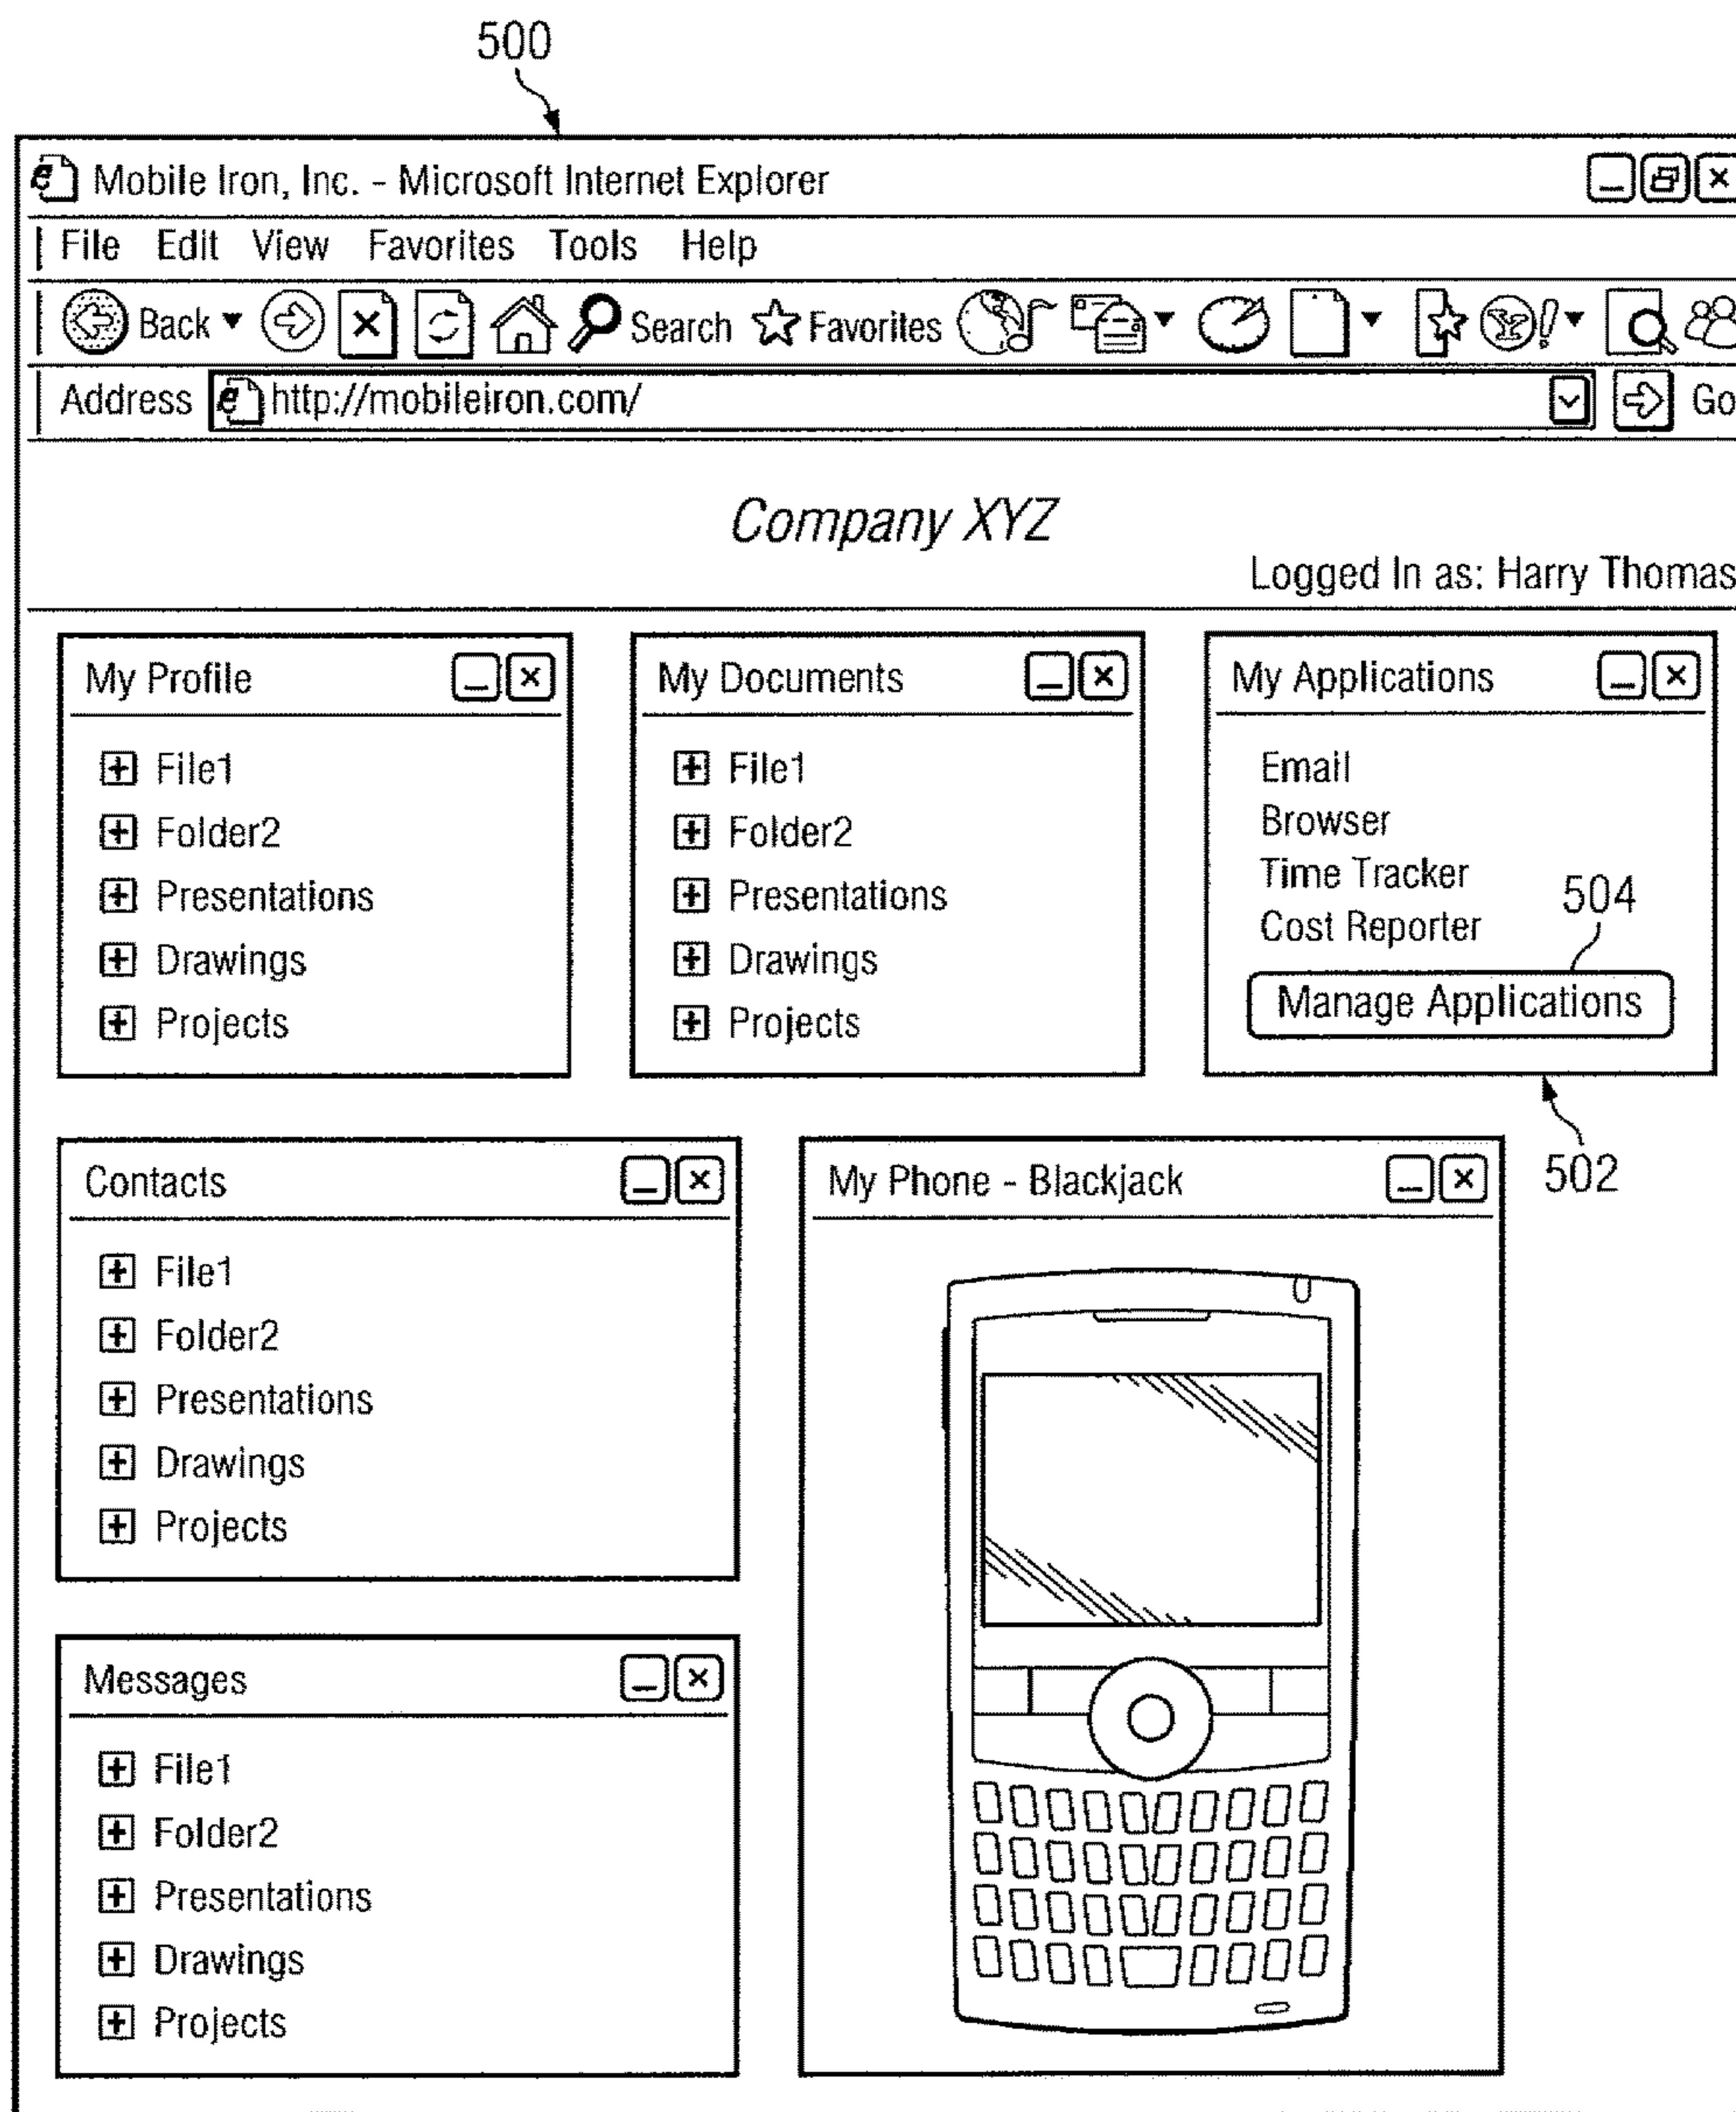 500
Mobile Iron, Inc. - Microsoft Internet Explorer
File Edit View Favorites Tools Help
Back Search Favorites
Address http://mobileiron.com/ Go
Company XYZ
Logged In as: Harry Thomas
My Profile
File1
Folder2
Presentations
Drawings
Projects
My Documents
File1
Folder2
Presentations
Drawings
Projects
My Applications
Email
Browser
Time Tracker
Cost Reporter
504
Manage Applications
502
Contacts
File1
Folder2
Presentations
Drawings
Projects
My Phone - Blackjack
Messages
File1
Folder2
Presentations
Drawings
Projects